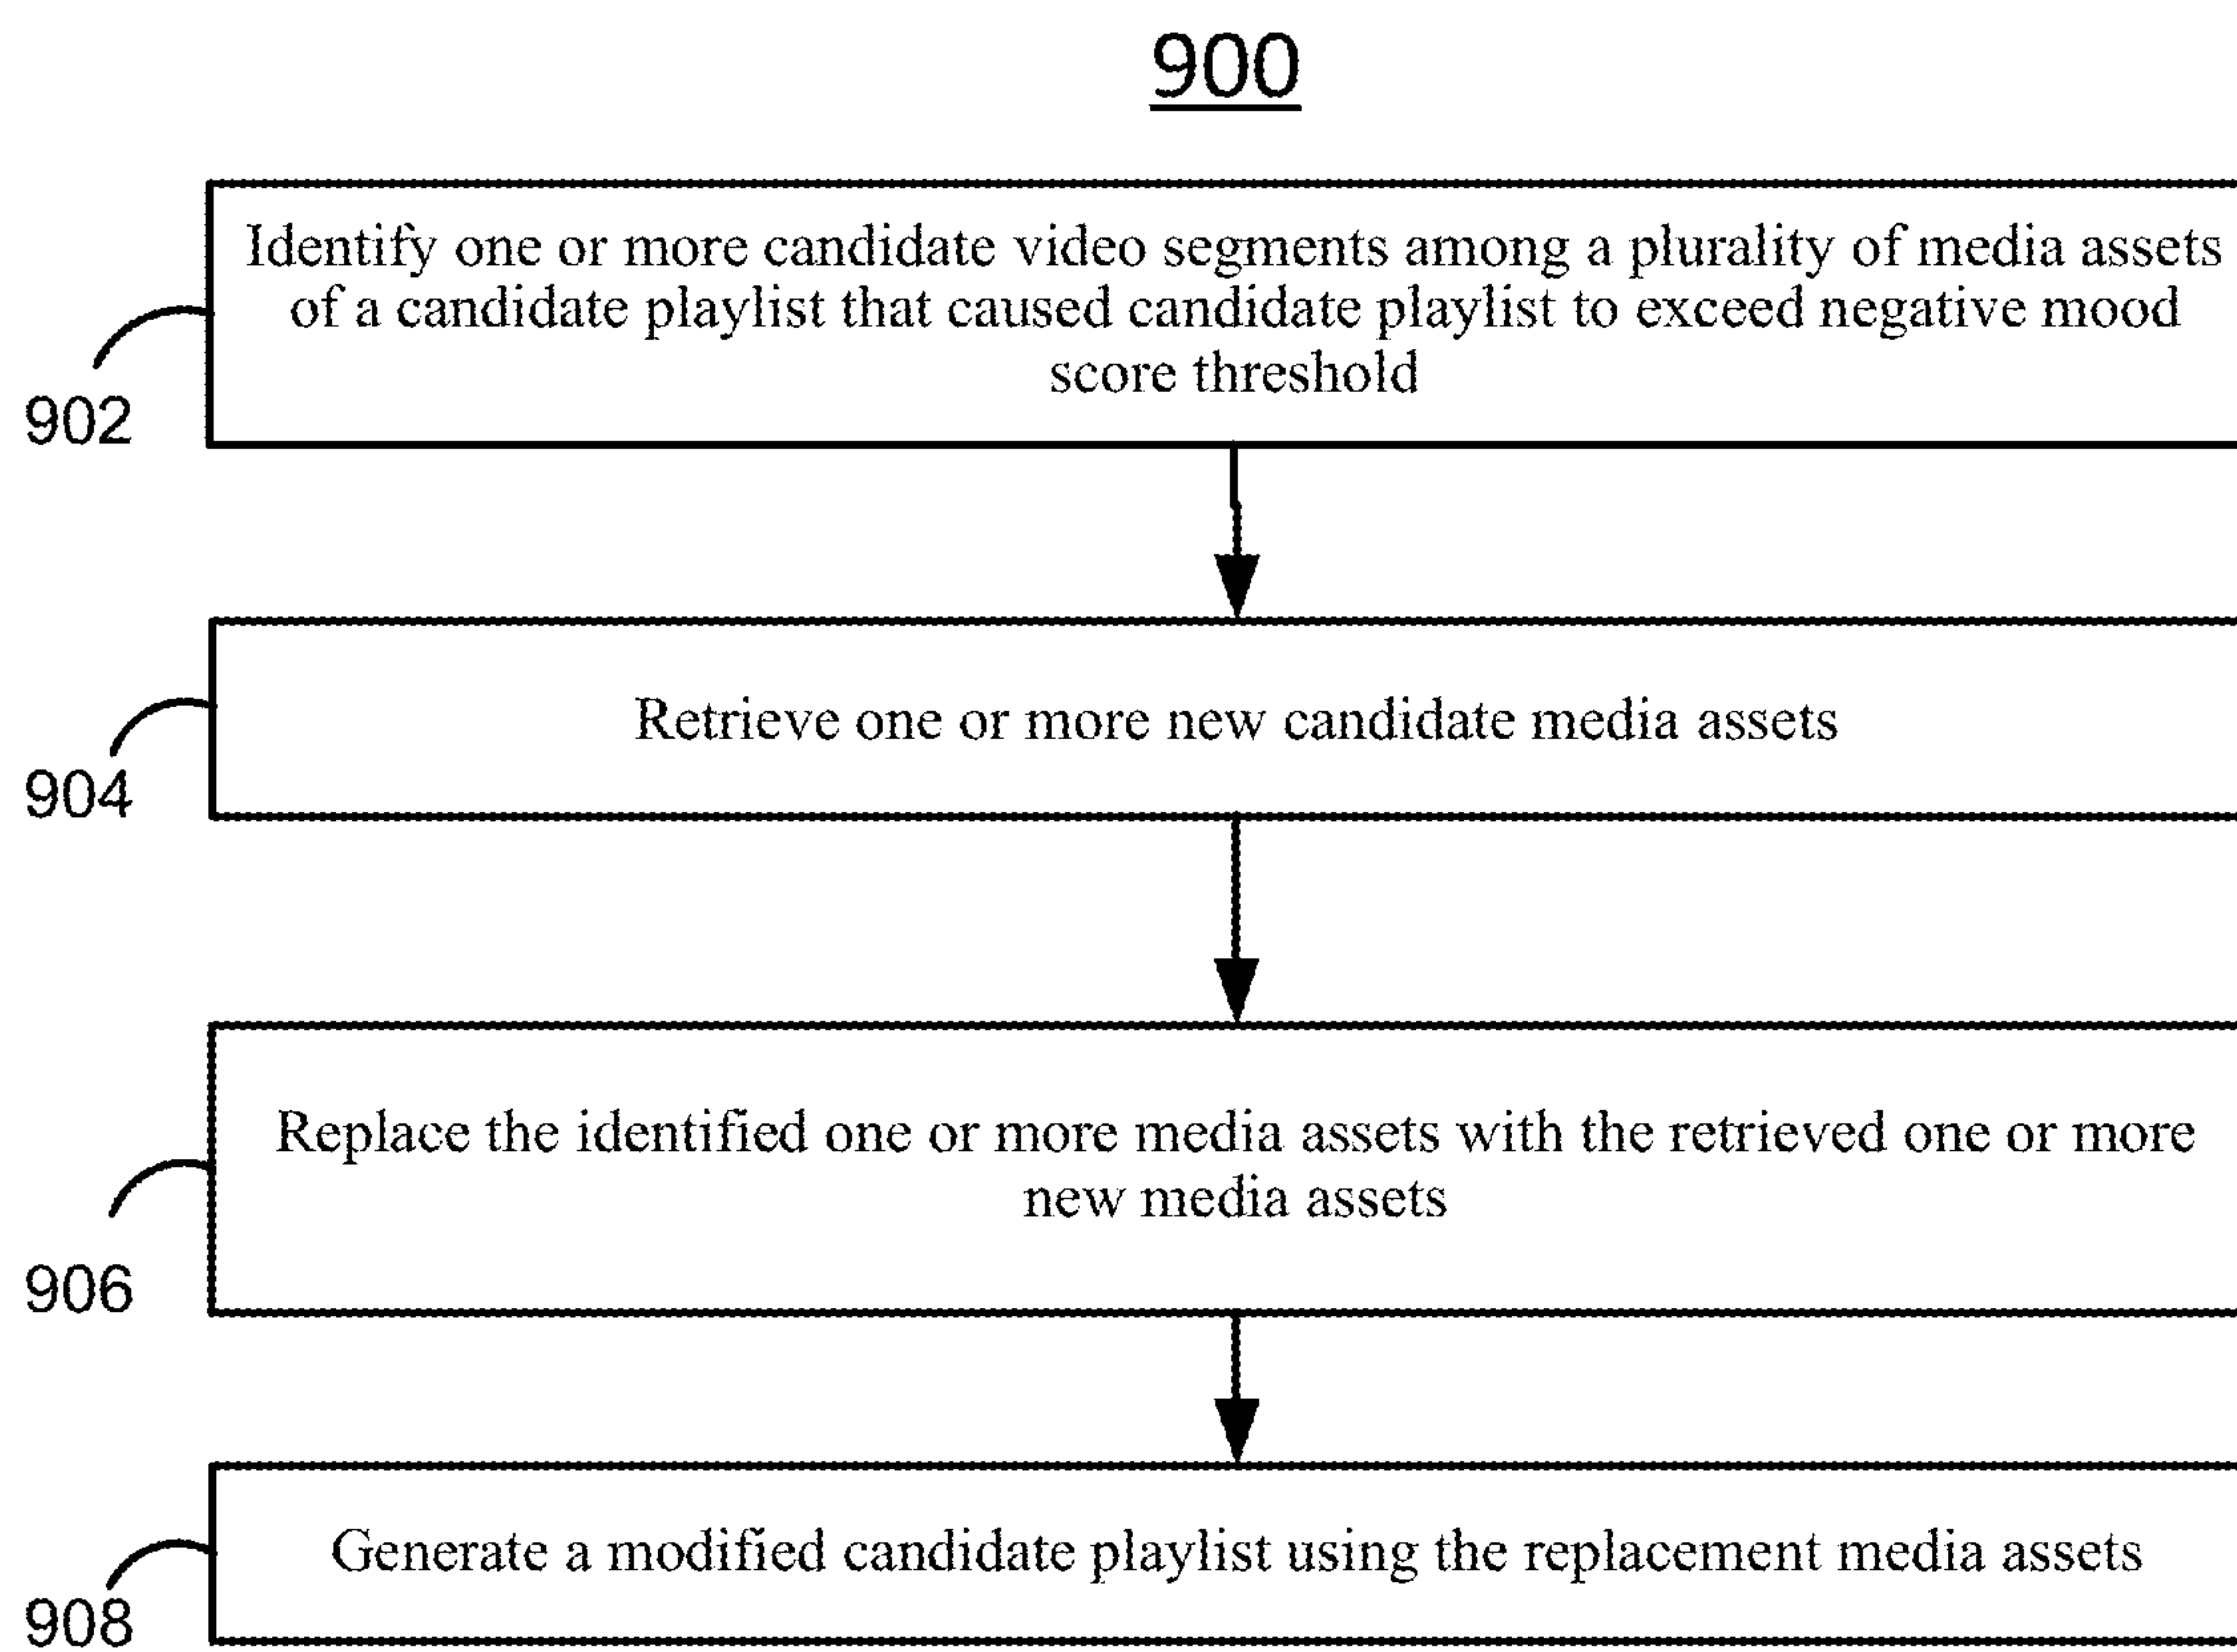 900
Identify one or more candidate video segments among a plurality of media assets
of a candidate playlist that caused candidate playlist to exceed negative mood
score threshold
902
Retrieve one or more new candidate media assets
904
Replace the identified one or more media assets with the retrieved one or more
new media assets
906
Generate a modified candidate playlist using the replacement media assets
908